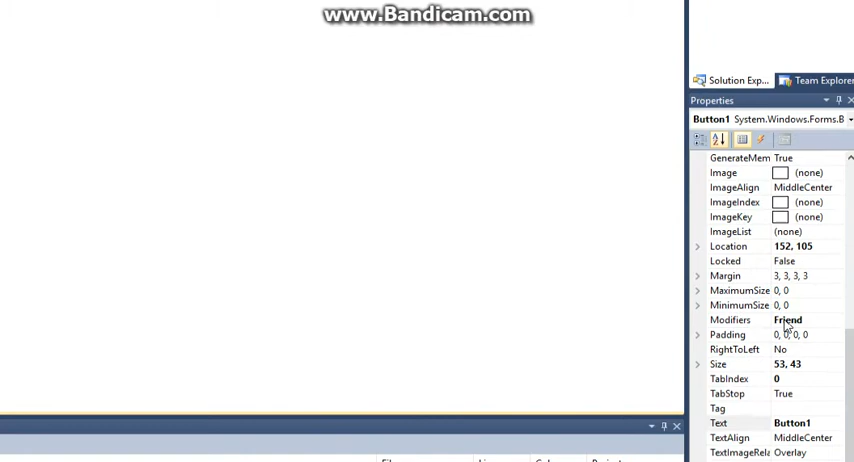 www.Bandicam.com
Solution Exp... Team Explorer
Properties
Button1 System.Windows.Forms.B
GenerateMem True
Image (none)
ImageAlign MiddleCenter
ImageIndex (none)
ImageKey (none)
ImageList (none)
Location 152, 105
Locked False
Margin 3, 3, 3, 3
MaximumSize 0, 0
MinimumSize 0, 0
Modifiers Friend
Padding 0, 0, 0, 0
RightToLeft No
Size 53, 43
TabIndex 0
TabStop True
Tag
Text Button1
TextAlign MiddleCenter
TextImageRela Overlay